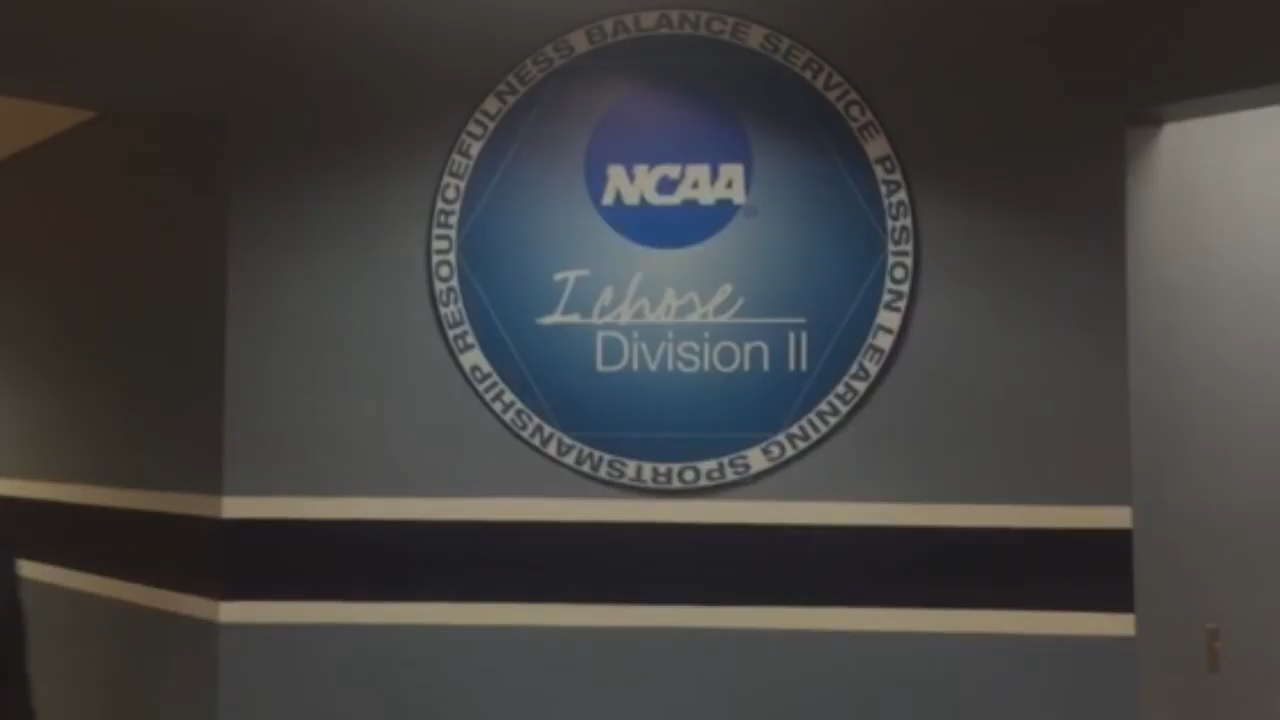 RESOURCEFULNESS BALANCE SERVICE PASSION LEARNING SPORTSMANSHIP
NCAA®
I chose
Division II